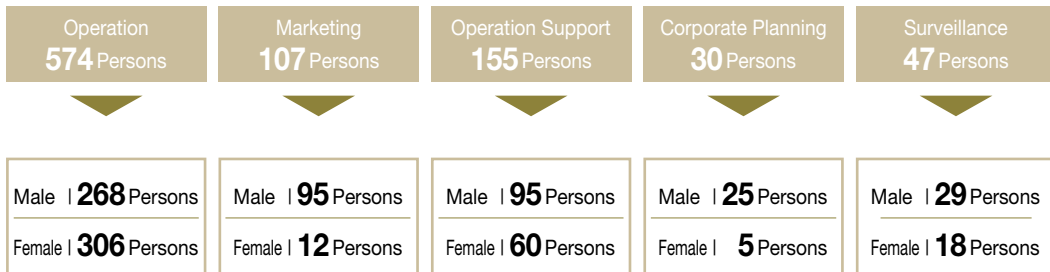 Operation
574 Persons
Marketing
107 Persons
Operation Support
155 Persons
Corporate Planning
30 Persons
Surveillance
47 Persons
Male | 268 Persons
Female | 306 Persons
Male | 95 Persons
Female | 12 Persons
Male | 95 Persons
Female | 60 Persons
Male | 25 Persons
Female | 5 Persons
Male | 29 Persons
Female | 18 Persons